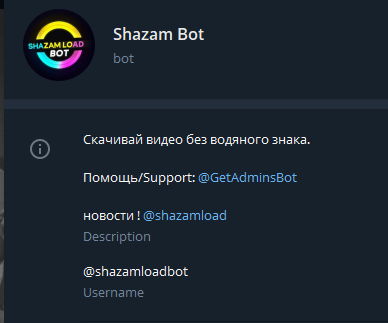 SHAZAM LOAD
BOT
Shazam Bot
bot
Скачивай видео без водяного знака.
Помощь/Support: @GetAdminsBot
новости ! @shazamload
Description
@shazamloadbot
Username